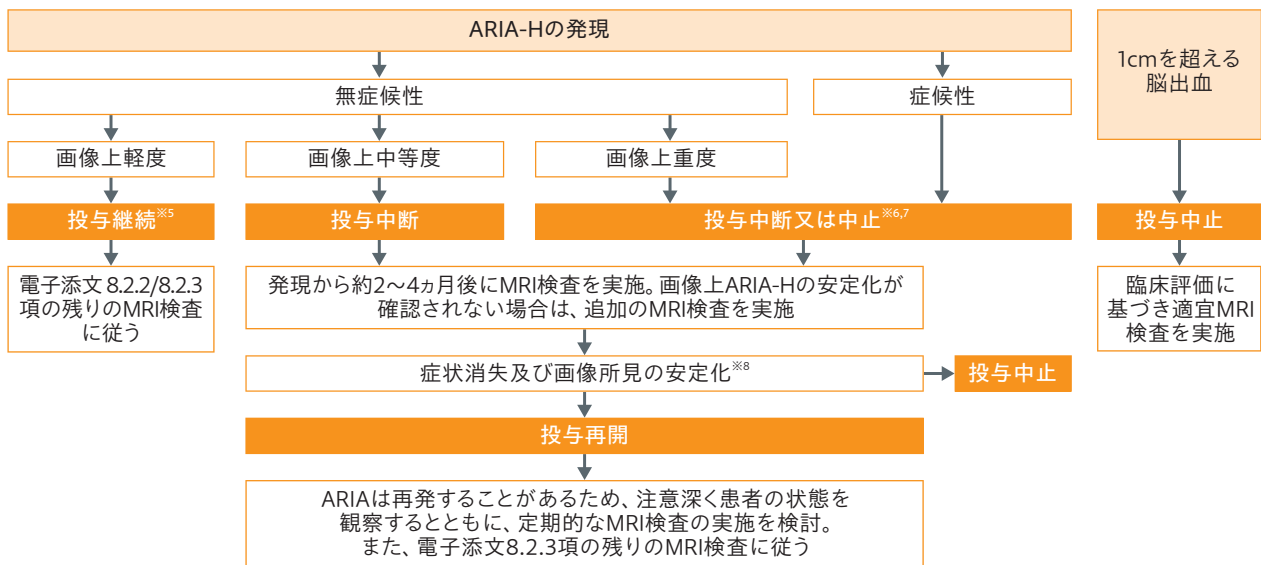 ARIA-Hの発現
1cmを超える
脳出血
無症候性
症候性
画像上軽度
画像上中等度
画像上重度
投与継続※5
投与中断
投与中断又は中止※6,7
投与中止
電子添文 8.2.2/8.2.3
項の残りのMRI検査
に従う
発現から約2～4ヵ月後にMRI検査を実施。画像上ARIA-Hの安定化が
確認されない場合は、追加のMRI検査を実施
臨床評価に
基づき適宜MRI
検査を実施
症状消失及び画像所見の安定化※8
投与中止
投与再開
ARIAは再発することがあるため、注意深く患者の状態を
観察するとともに、定期的なMRI検査の実施を検討。
また、電子添文8.2.3項の残りのMRI検査に従う